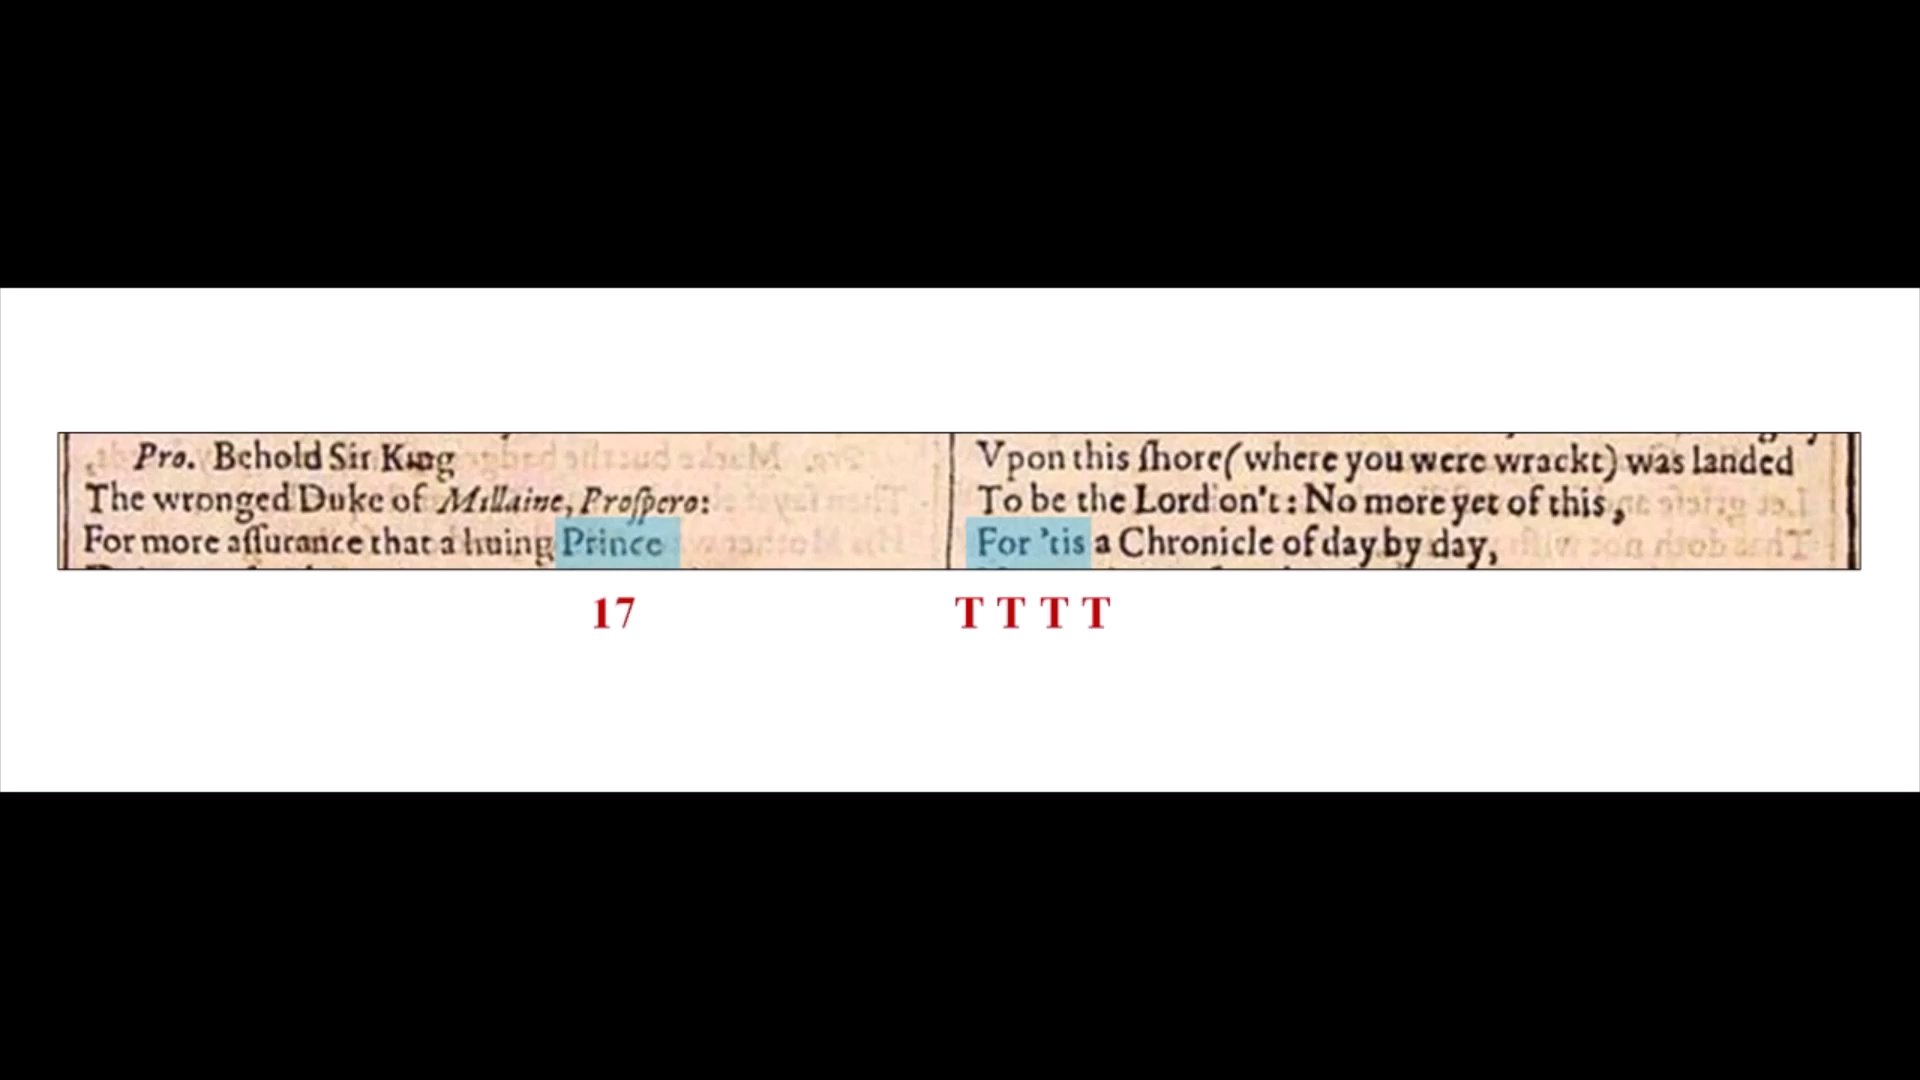 Pro. Behold Sir King
The wronged Duke of Millaine, Proſpero:
For more aſſurance that a liuing Prince
Vpon this ſhore (where you were wrackt) was landed
To be the Lord on't: No more yet of this,
For 'tis a Chronicle of day by day,
17
T T T T